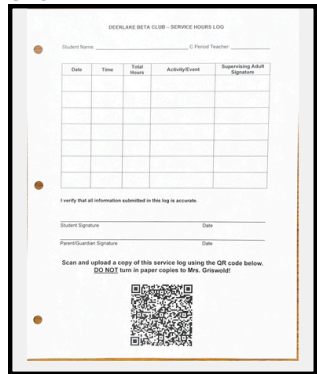 DEERLAKE BETA CLUB – SERVICE HOURS LOG
Student Name: C Period Teacher:
Date Time Total Hours Activity/Event Supervising Adult Signature
I verify that all information submitted in this log is accurate.
Student Signature Date
Parent/Guardian Signature Date
Scan and upload a copy of this service log using the QR code below.
DO NOT turn in paper copies to Mrs. Griswold!